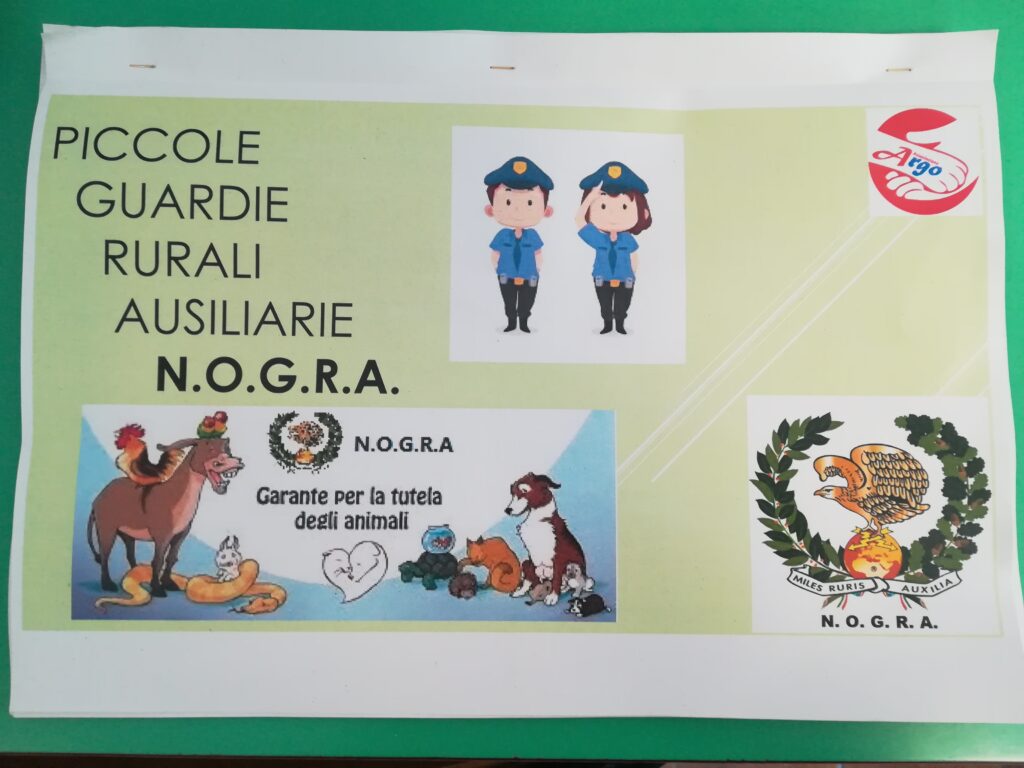 PICCOLE
GUARDIE
RURALI
AUSILIARIE
N.O.G.R.A.
Argo
N.O.G.R.A
Garante per la tutela
degli animali
MILES RURIS AUXILIA
N. O. G. R. A.